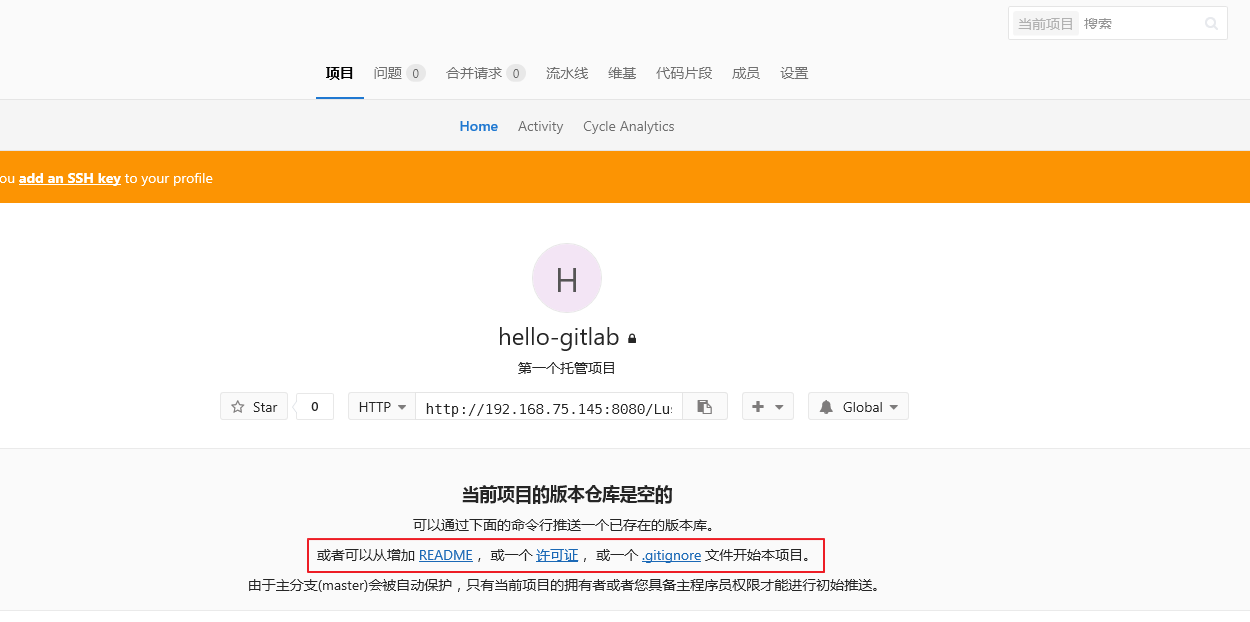 当前项目 搜索
项目 问题 0 合并请求 0 流水线 维基 代码片段 成员 设置
Home Activity Cycle Analytics
ou add an SSH key to your profile
H
hello-gitlab
第一个托管项目
Star 0 HTTP http://192.168.75.145:8080/Lu Global
当前项目的版本仓库是空的
可以通过下面的命令行推送一个已存在的版本库。
或者可以从增加 README ，或一个 许可证 ，或一个 .gitignore 文件开始本项目。
由于主分支(master)会被自动保护，只有当前项目的拥有者或者您具备主程序员权限才能进行初始推送。